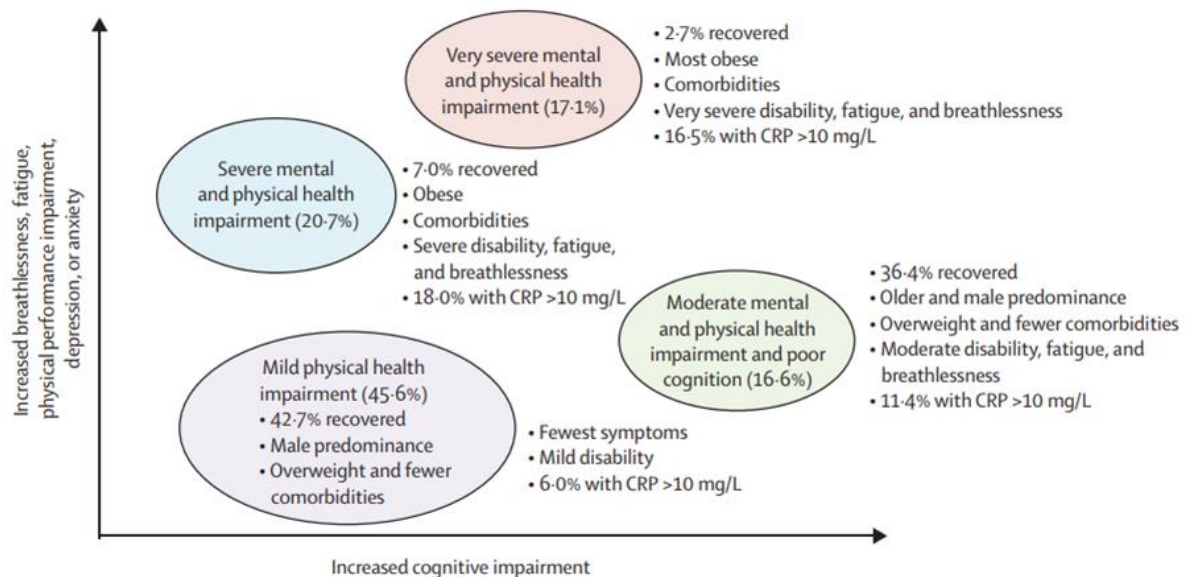 Increased breathlessness, fatigue,
physical performance impairment,
depression, or anxiety
Very severe mental
and physical health
impairment (17·1%)
• 2·7% recovered
• Most obese
• Comorbidities
• Very severe disability, fatigue, and breathlessness
• 16·5% with CRP >10 mg/L
Severe mental
and physical health
impairment (20·7%)
• 7·0% recovered
• Obese
• Comorbidities
• Severe disability, fatigue,
and breathlessness
• 18·0% with CRP >10 mg/L
Moderate mental
and physical health
impairment and poor
cognition (16·6%)
• 36·4% recovered
• Older and male predominance
• Overweight and fewer comorbidities
• Moderate disability, fatigue, and
breathlessness
• 11·4% with CRP >10 mg/L
Mild physical health
impairment (45·6%)
• 42·7% recovered
• Male predominance
• Overweight and fewer
comorbidities
• Fewest symptoms
• Mild disability
• 6·0% with CRP >10 mg/L
Increased cognitive impairment